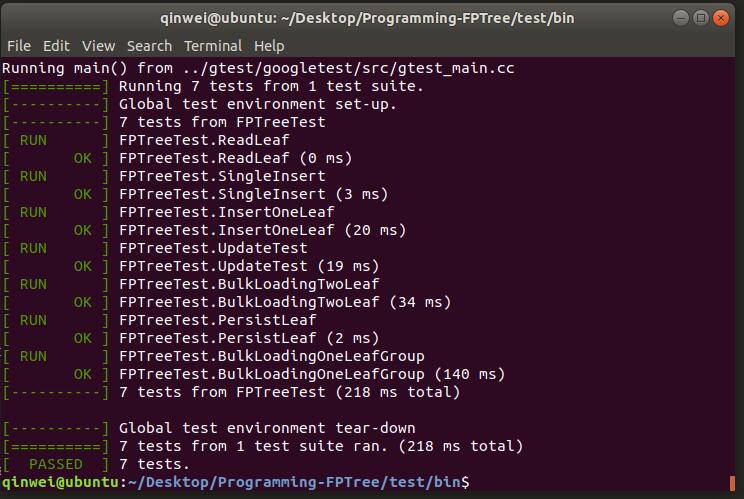 qinwei@ubuntu: ~/Desktop/Programming-FPTree/test/bin
File Edit View Search Terminal Help
Running main() from ../gtest/googletest/src/gtest_main.cc
[==========] Running 7 tests from 1 test suite.
[----------] Global test environment set-up.
[----------] 7 tests from FPTreeTest
[ RUN      ] FPTreeTest.ReadLeaf
[       OK ] FPTreeTest.ReadLeaf (0 ms)
[ RUN      ] FPTreeTest.SingleInsert
[       OK ] FPTreeTest.SingleInsert (3 ms)
[ RUN      ] FPTreeTest.InsertOneLeaf
[       OK ] FPTreeTest.InsertOneLeaf (20 ms)
[ RUN      ] FPTreeTest.UpdateTest
[       OK ] FPTreeTest.UpdateTest (19 ms)
[ RUN      ] FPTreeTest.BulkLoadingTwoLeaf
[       OK ] FPTreeTest.BulkLoadingTwoLeaf (34 ms)
[ RUN      ] FPTreeTest.PersistLeaf
[       OK ] FPTreeTest.PersistLeaf (2 ms)
[ RUN      ] FPTreeTest.BulkLoadingOneLeafGroup
[       OK ] FPTreeTest.BulkLoadingOneLeafGroup (140 ms)
[----------] 7 tests from FPTreeTest (218 ms total)
[----------] Global test environment tear-down
[==========] 7 tests from 1 test suite ran. (218 ms total)
[  PASSED  ] 7 tests.
qinwei@ubuntu:~/Desktop/Programming-FPTree/test/bin$